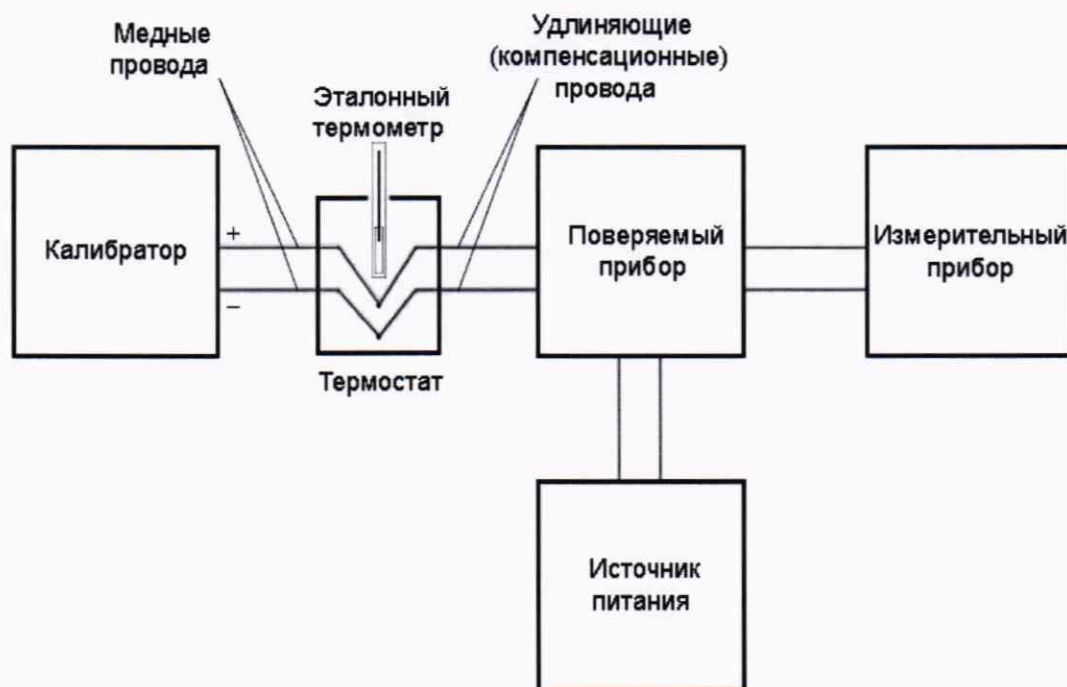 Медные
провода
Удлиняющие
(компенсационные)
провода
Эталонный
термометр
Калибратор
+
–
Термостат
Поверяемый
прибор
Измерительный
прибор
Источник
питания